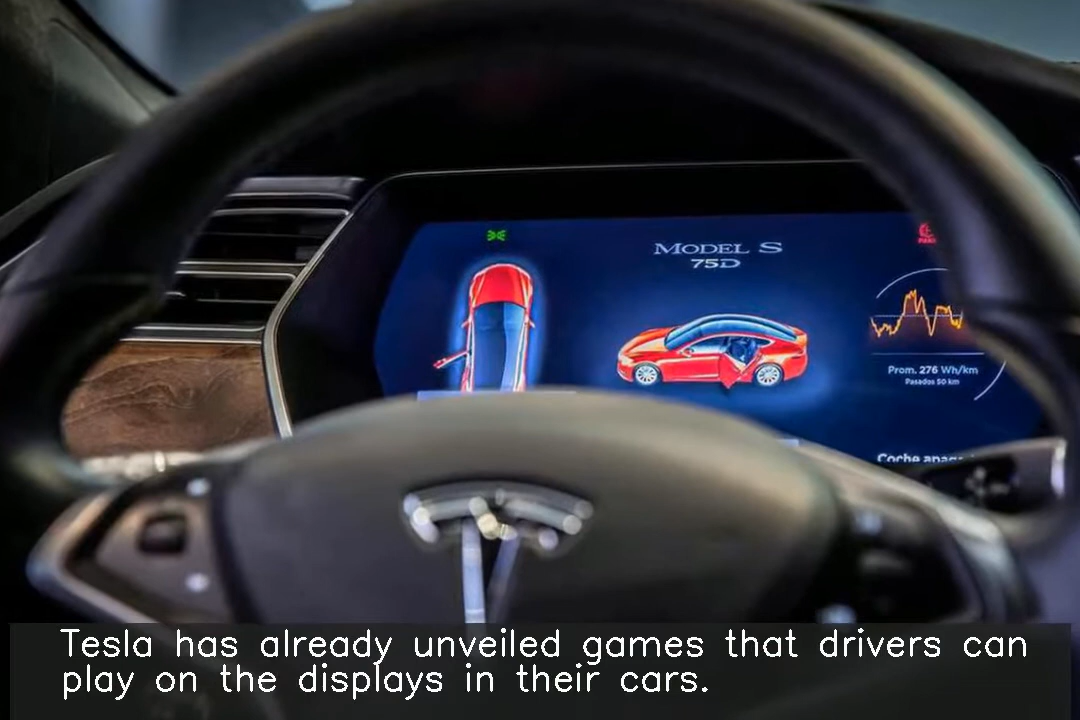 MODEL S
75D
Prom. 276 Wh/km
Pasados 50 km
Coche
Tesla has already unveiled games that drivers can
play on the displays in their cars.